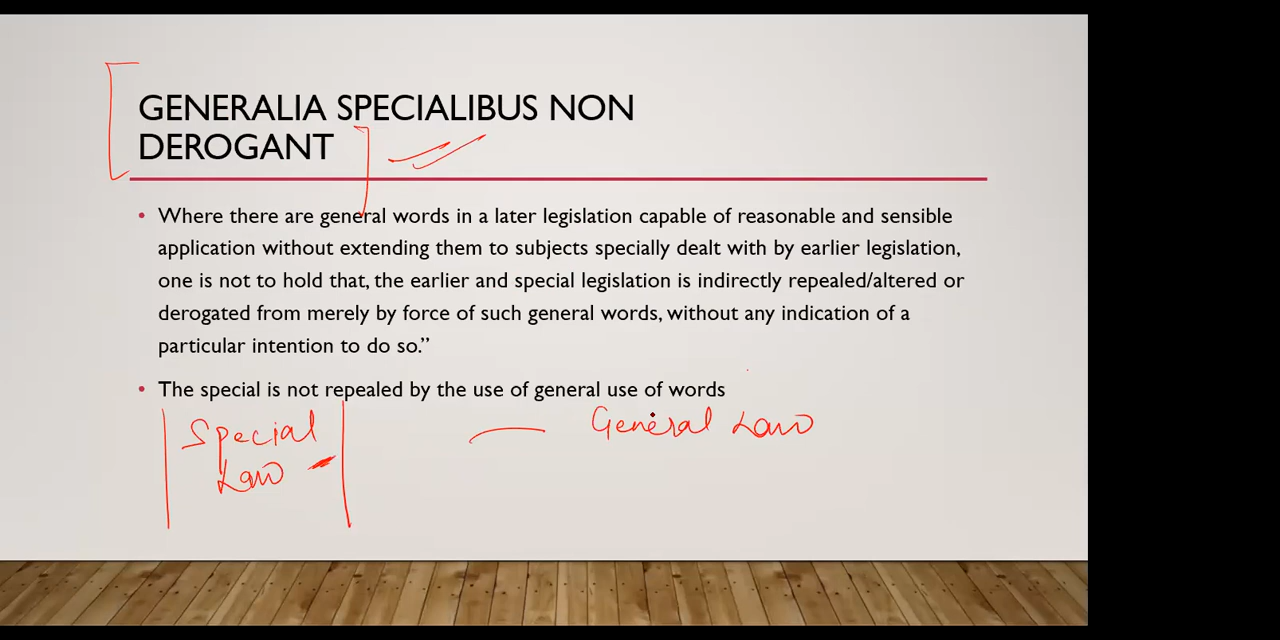 GENERALIA SPECIALIBUS NON
DEROGANT
• Where there are general words in a later legislation capable of reasonable and sensible
application without extending them to subjects specially dealt with by earlier legislation,
one is not to hold that, the earlier and special legislation is indirectly repealed/altered or
derogated from merely by force of such general words, without any indication of a
particular intention to do so.”
• The special is not repealed by the use of general use of words
Special
Law
General Law